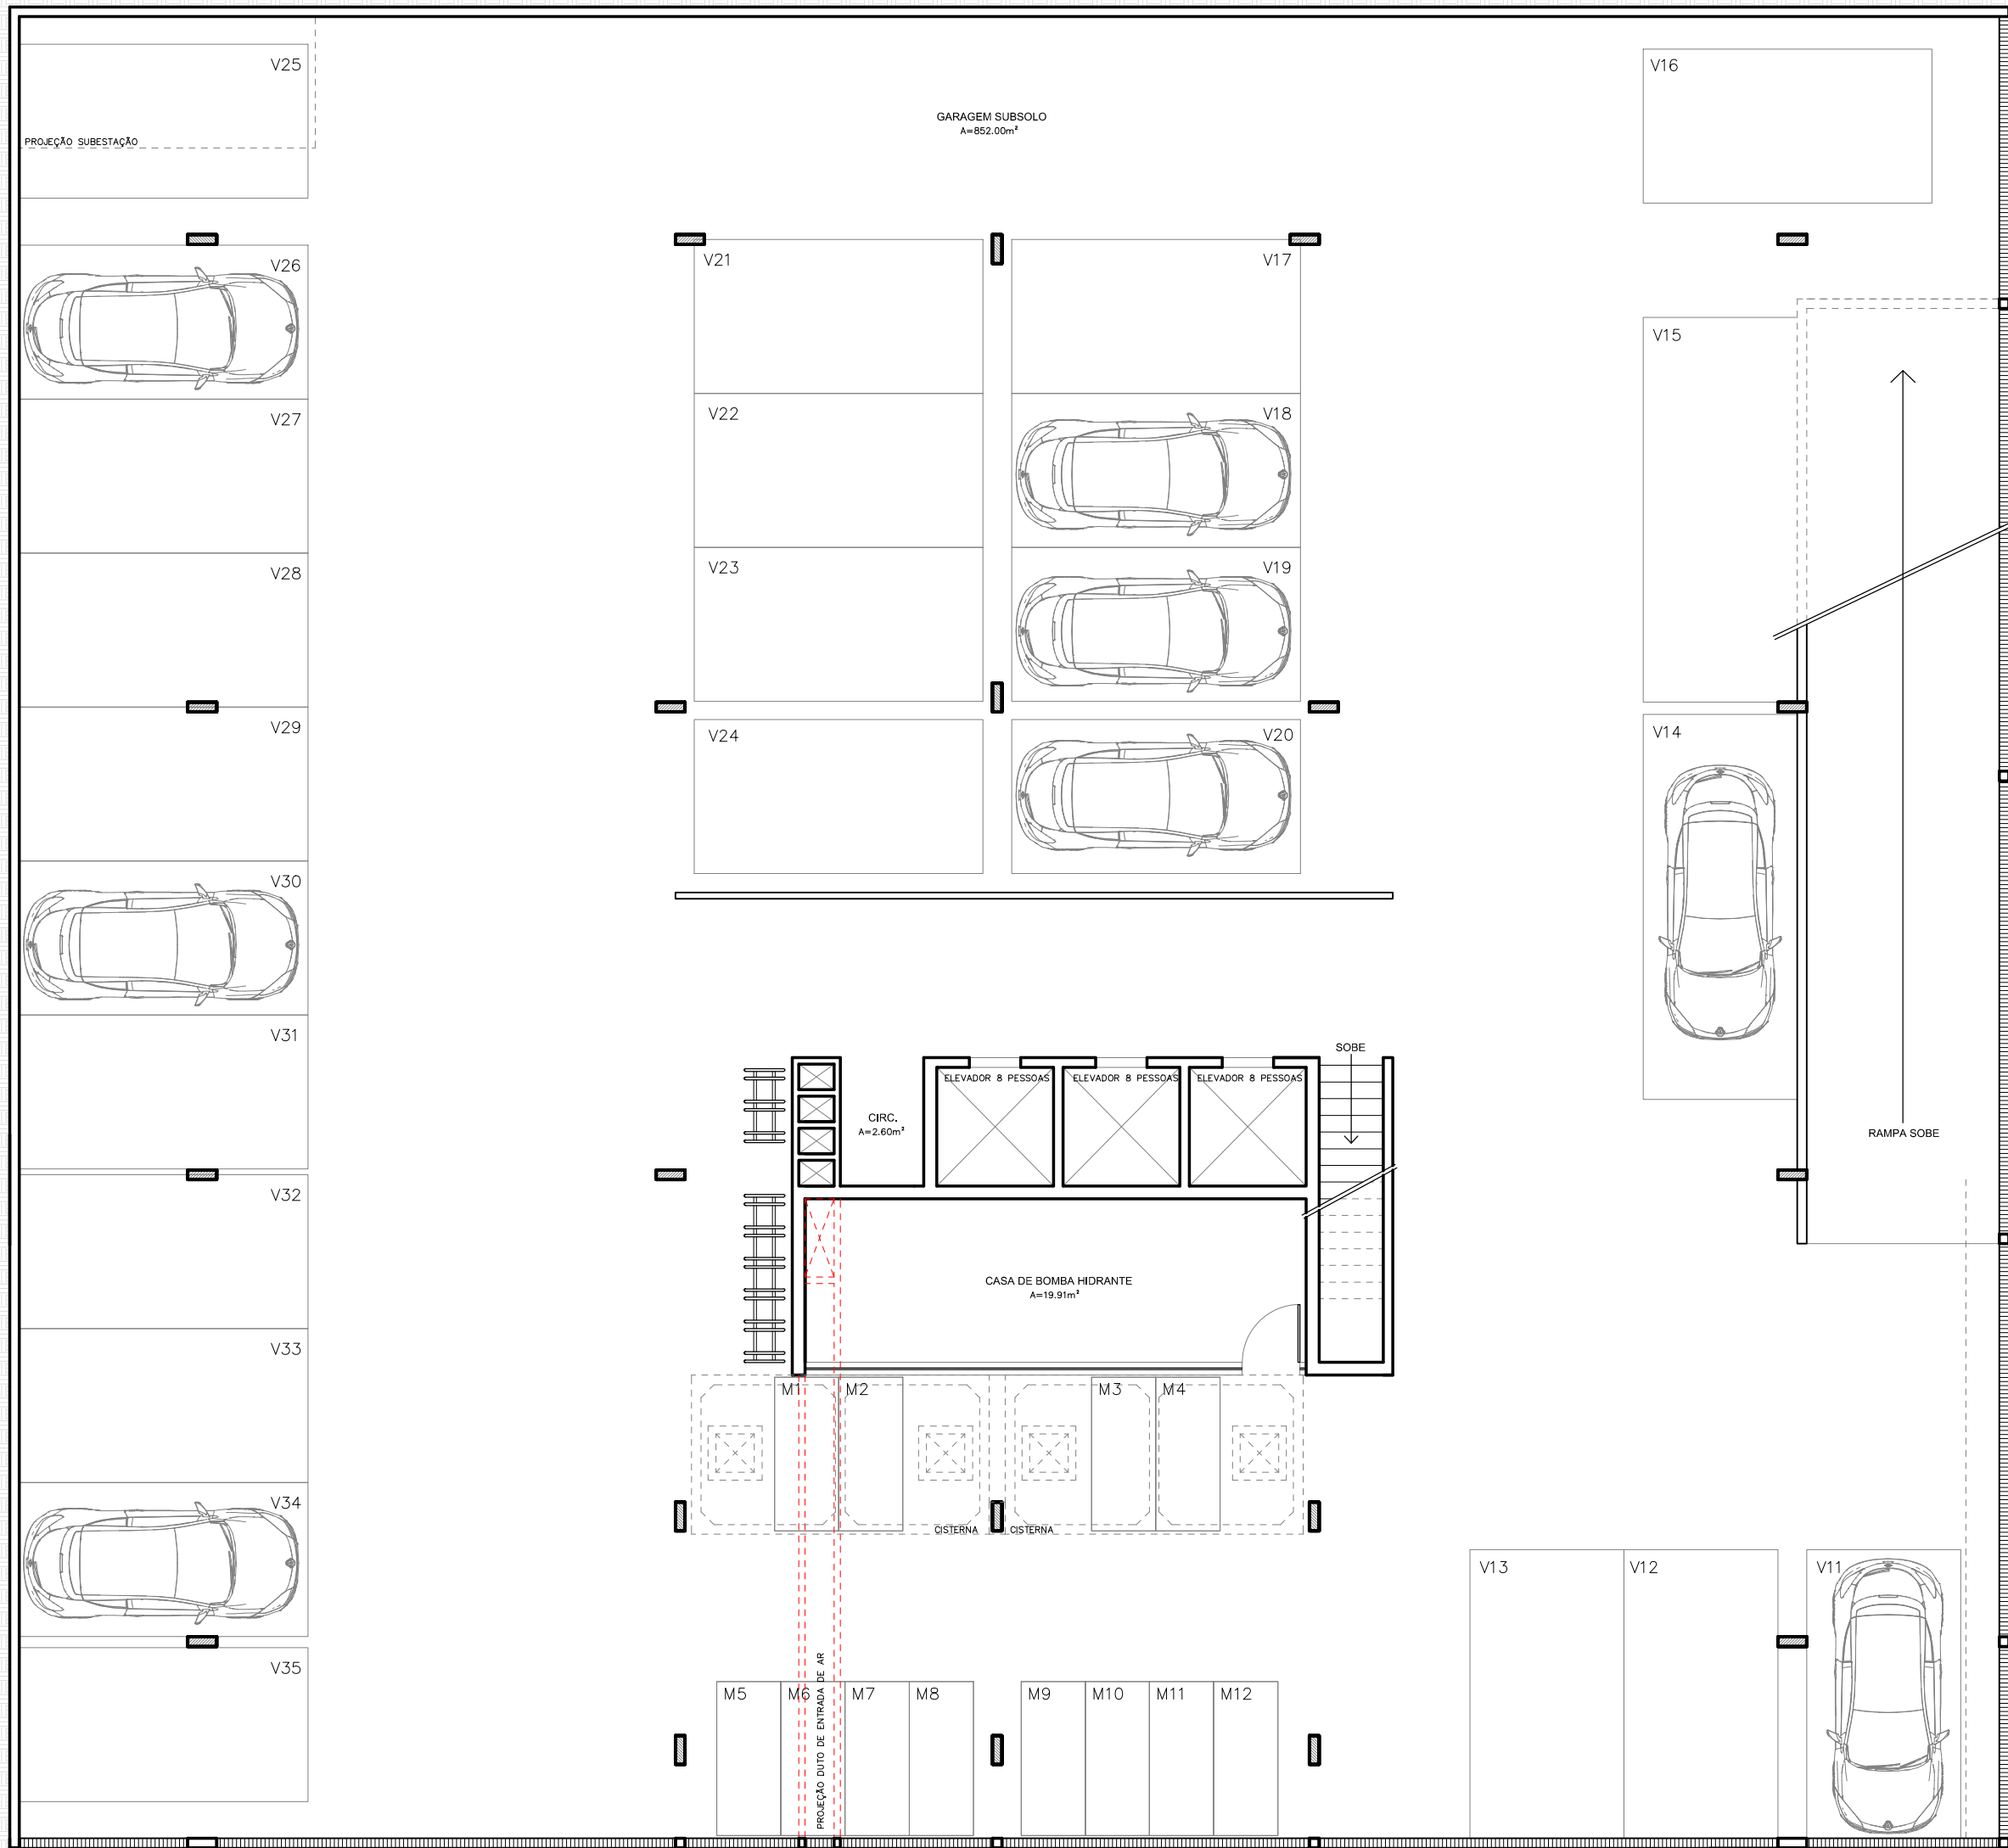 V25
V16
GARAGEM SUBSOLO
A=852.00m²
PROJEÇÃO SUBESTAÇÃO
V26
V21
V17
V15
V27
V22
V18
V28
V23
V19
V29
V24
V20
V14
V30
V31
SOBE
ELEVADOR 8 PESSOAS
ELEVADOR 8 PESSOAS
ELEVADOR 8 PESSOAS
CIRC.
A=2.60m²
RAMPA SOBE
V32
CASA DE BOMBA HIDRANTE
A=19.91m²
V33
M1
M2
M3
M4
V34
CISTERNA
CISTERNA
V13
V12
V11
V35
PROJEÇÃO DUTO DE ENTRADA DE AR
M5
M6
M7
M8
M9
M10
M11
M12